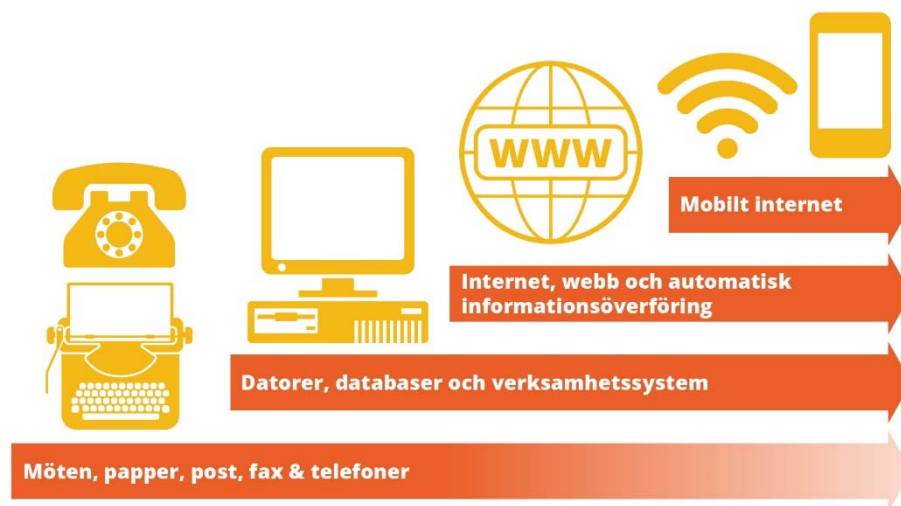 WWW
Mobilt internet
Internet, webb och automatisk
informationsöverföring
Datorer, databaser och verksamhetssystem
Möten, papper, post, fax & telefoner